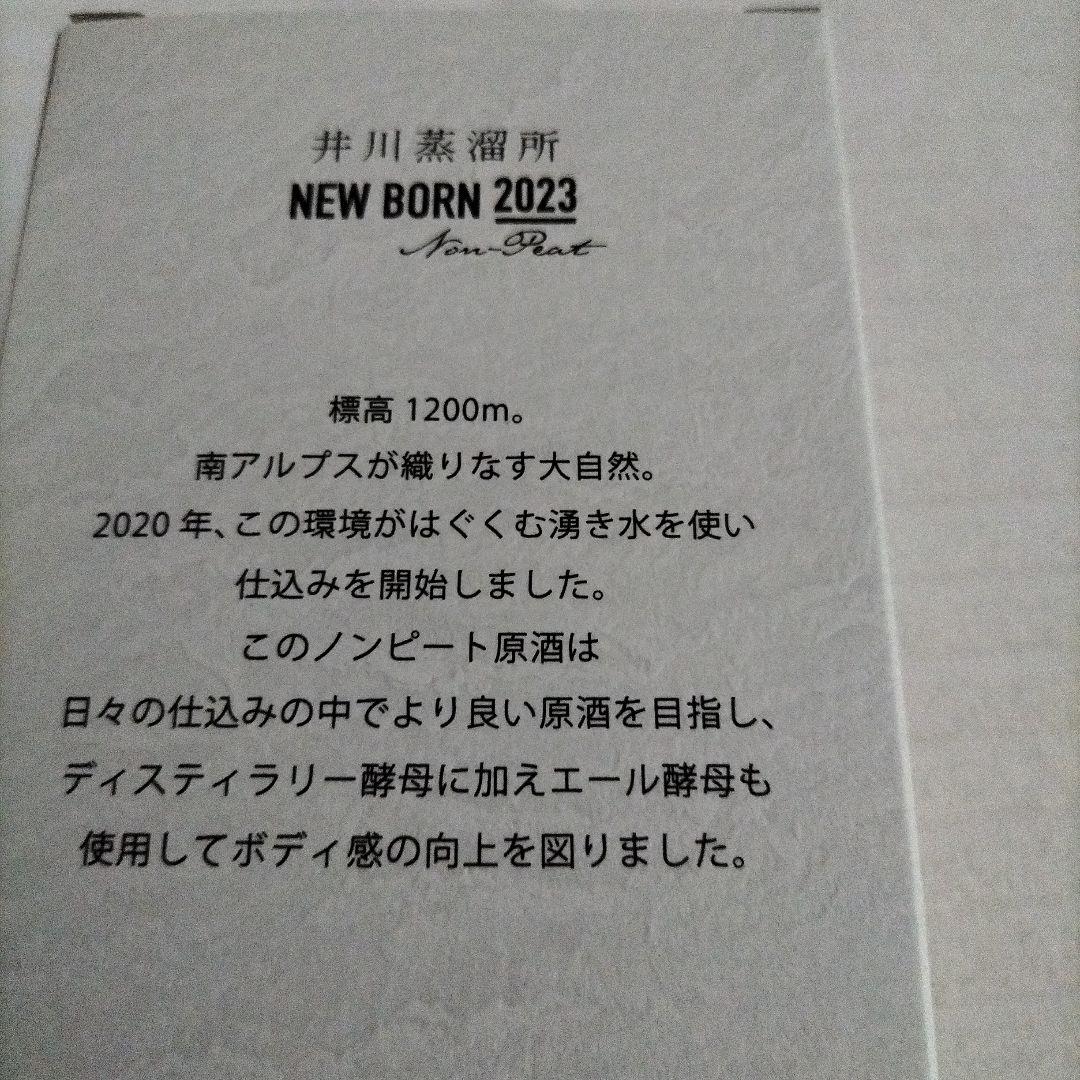 井川蒸溜所
NEW BORN 2023
Non-Peat
標高 1200m。
南アルプスが織りなす大自然。
2020 年、この環境がはぐくむ湧き水を使い
仕込みを開始しました。
このノンピート原酒は
日々の仕込みの中でより良い原酒を目指し、
ディスティラリー酵母に加えエール酵母も
使用してボディ感の向上を図りました。